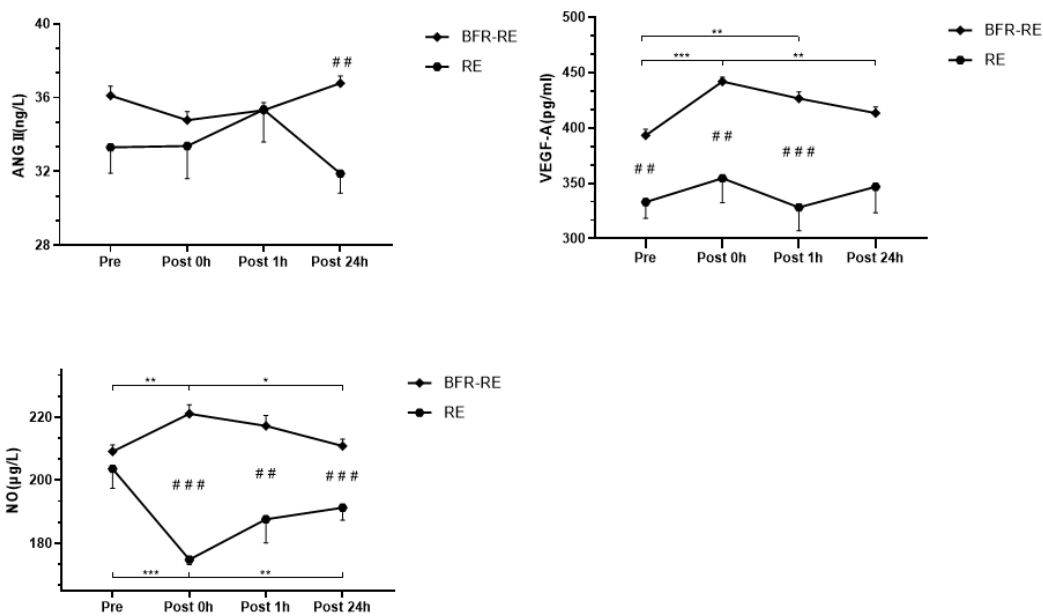 40
36
32
28
ANG Ⅱ(ng/L)
BFR-RE
RE
##
Pre Post 0h Post 1h Post 24h
500
450
400
350
300
VEGF-A(pg/ml)
**
*** **
BFR-RE
RE
##
##
###
Pre Post 0h Post 1h Post 24h
220
200
180
NO(μg/L)
** *
BFR-RE
RE
###
##
###
*** **
Pre Post 0h Post 1h Post 24h